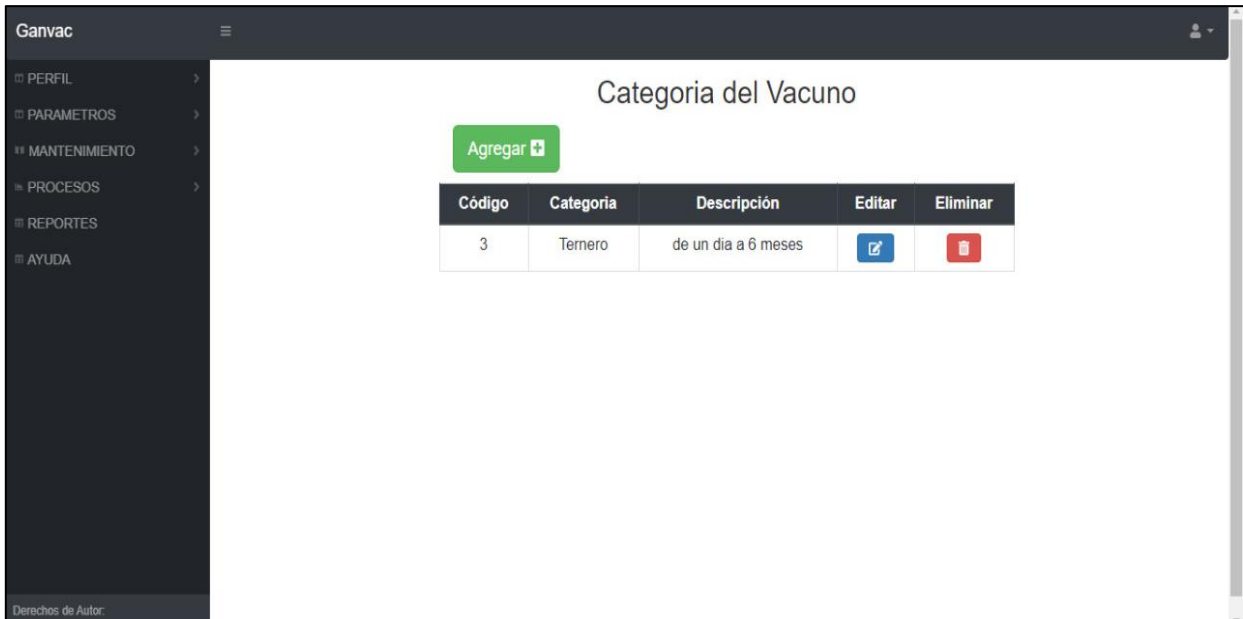 Ganvac
PERFIL
PARAMETROS
MANTENIMIENTO
PROCESOS
REPORTES
AYUDA
Categoria del Vacuno
Agregar
Código Categoria Descripción Editar Eliminar
3 Ternero de un dia a 6 meses
Derechos de Autor: